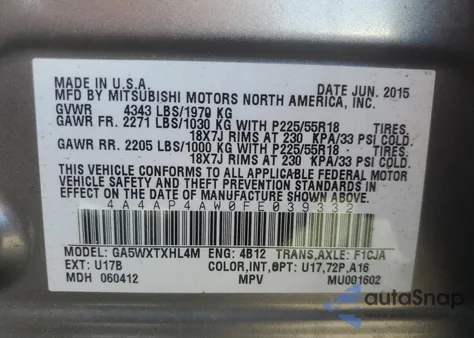 MADE IN U.S.A. DATE JUN. 2015
MFD BY MITSUBISHI MOTORS NORTH AMERICA, INC.
GVWR 4343 LBS/1970 KG
GAWR FR. 2271 LBS/1030 KG WITH P225/55R18 TIRES,
18X7J RIMS AT 230 KPA/33 PSI COLD.
GAWR RR. 2205 LBS/1000 KG WITH P225/55R18 TIRES,
18X7J RIMS AT 230 KPA/33 PSI COLD.
THIS VEHICLE CONFORMS TO ALL APPLICABLE FEDERAL MOTOR
VEHICLE SAFETY AND THEFT PREVENTION STANDARDS IN
EFFECT ON THE DATE OF MANUFACTURE SHOWN ABOVE.
4A4AP4AW0FE039332
MODEL: GA5WXTXHL4M ENG: 4B12 TRANS,AXLE: F1CJA
EXT: U17B COLOR,INT,OPT: U17,72P,A16
MDH 060412 MPV MU001602
autoSnap